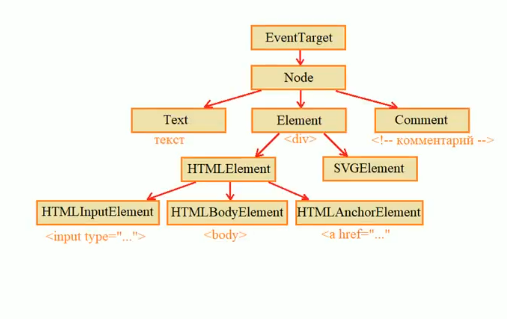 EventTarget
Node
Text Element Comment
текст <div> <!-- комментарий -->
HTMLElement SVGElement
HTMLInputElement HTMLBodyElement HTMLAnchorElement
<input type="..."> <body> <a href="..."